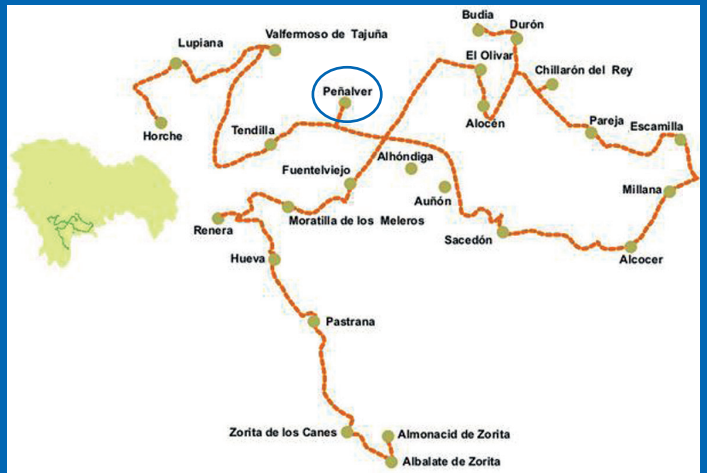 Budia
Durón
Lupiana
Valfermoso de Tajuña
El Olivar
Chillarón del Rey
Peñalver
Horche
Tendilla
Alocén
Pareja
Escamilla
Alhóndiga
Fuentelviejo
Auñón
Millana
Renera
Moratilla de los Meleros
Sacedón
Hueva
Alcocer
Pastrana
Zorita de los Canes
Almonacid de Zorita
Albalate de Zorita